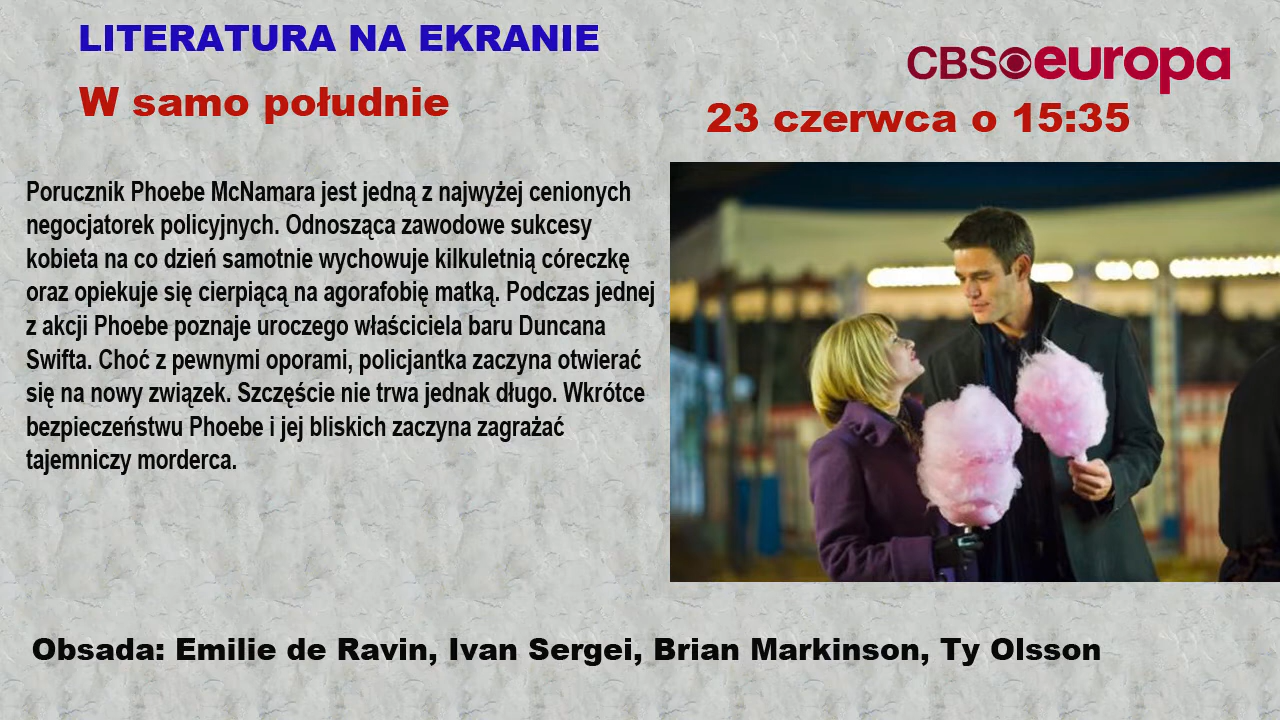 LITERATURA NA EKRANIE
CBS europa
W samo południe
23 czerwca o 15:35
Porucznik Phoebe McNamara jest jedną z najwyżej cenionych
negocjatorek policyjnych. Odnosząca zawodowe sukcesy
kobieta na co dzień samotnie wychowuje kilkuletnią córeczkę
oraz opiekuje się cierpiącą na agorafobię matką. Podczas jednej
z akcji Phoebe poznaje uroczego właściciela baru Duncana
Swifta. Choć z pewnymi oporami, policjantka zaczyna otwierać
się na nowy związek. Szczęście nie trwa jednak długo. Wkrótce
bezpieczeństwu Phoebe i jej bliskich zaczyna zagrażać
tajemniczy morderca.
Obsada: Emilie de Ravin, Ivan Sergei, Brian Markinson, Ty Olsson